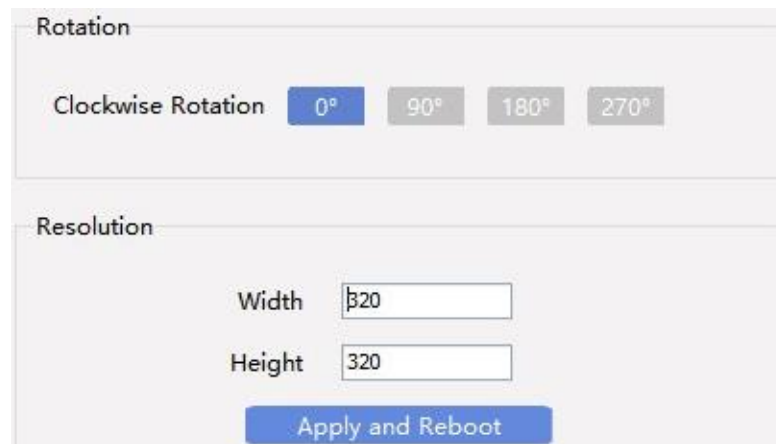 Rotation
Clockwise Rotation 0° 90° 180° 270°
Resolution
Width 320
Height 320
Apply and Reboot